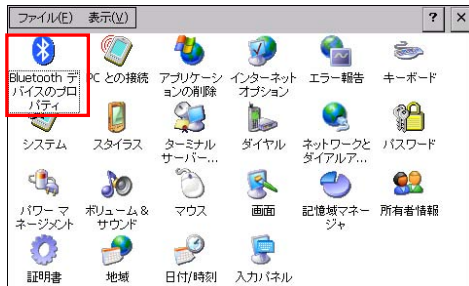 ファイル(F) 表示(V) ? ×
Bluetooth デ
バイスのプロ
パティ
PC との接続
アプリケーシ
ョンの削除
インターネット
オプション
エラー報告
キーボード
システム
スタイラス
ターミナル
サーバー...
ダイヤル
ネットワークと
ダイアルア...
パスワード
パワー マ
ネージメント
ボリューム &
サウンド
マウス
画面
記憶域マネー
ジャ
所有者情報
証明書
地域
日付/時刻
入力パネル